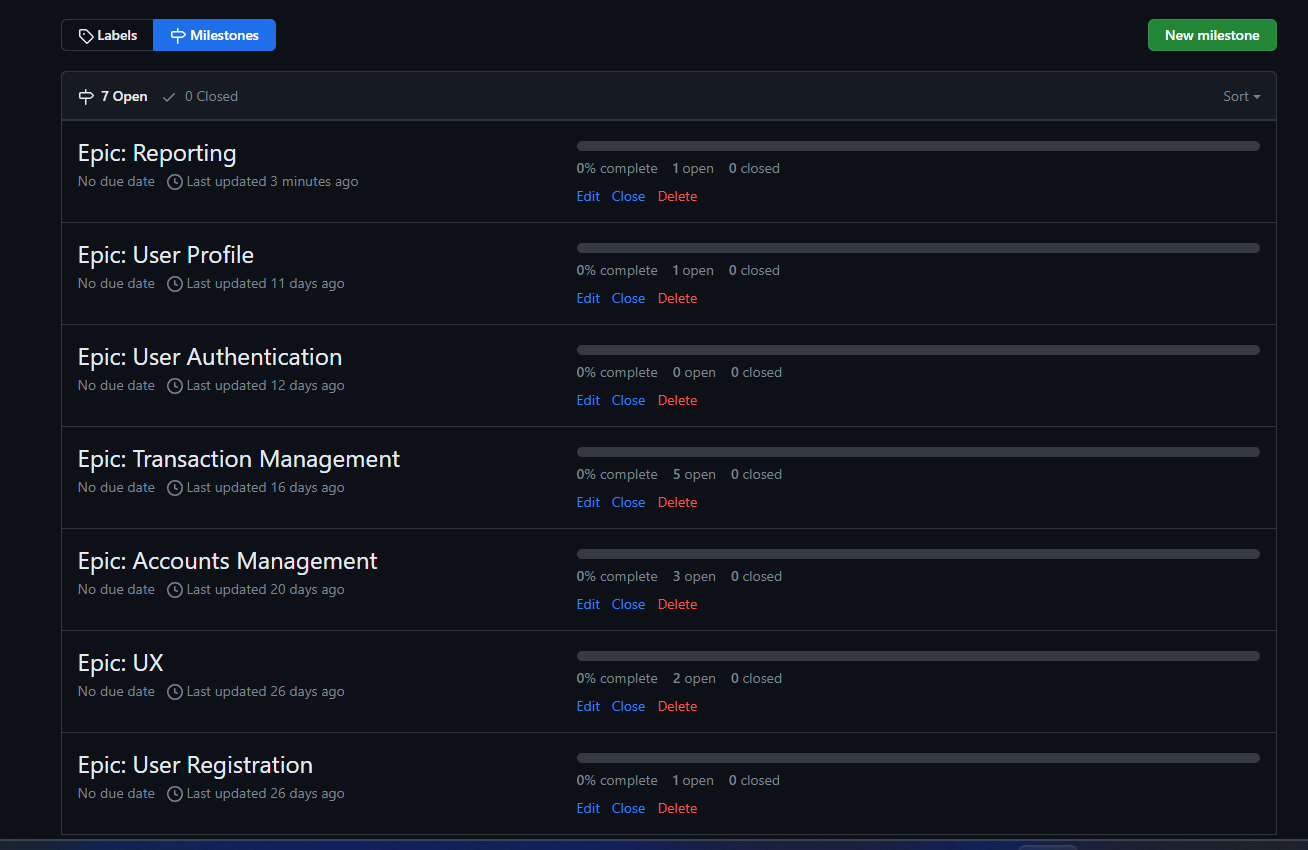 Labels Milestones New milestone
7 Open 0 Closed Sort
Epic: Reporting
No due date Last updated 3 minutes ago
0% complete 1 open 0 closed
Edit Close Delete
Epic: User Profile
No due date Last updated 11 days ago
0% complete 1 open 0 closed
Edit Close Delete
Epic: User Authentication
No due date Last updated 12 days ago
0% complete 0 open 0 closed
Edit Close Delete
Epic: Transaction Management
No due date Last updated 16 days ago
0% complete 5 open 0 closed
Edit Close Delete
Epic: Accounts Management
No due date Last updated 20 days ago
0% complete 3 open 0 closed
Edit Close Delete
Epic: UX
No due date Last updated 26 days ago
0% complete 2 open 0 closed
Edit Close Delete
Epic: User Registration
No due date Last updated 26 days ago
0% complete 1 open 0 closed
Edit Close Delete